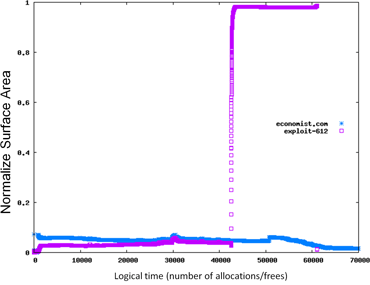 Normalize Surface Area
1
0.8
0.6
0.4
0.2
0
economist.com
exploit-612
0 10000 20000 30000 40000 50000 60000 70000
Logical time (number of allocations/frees)